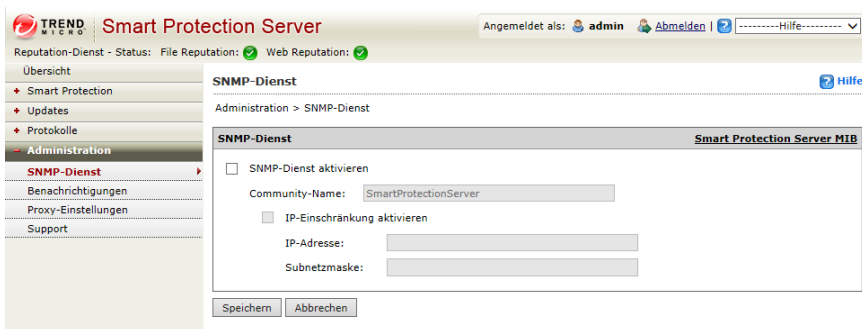 TREND MICRO Smart Protection Server Angemeldet als: admin Abmelden | ---------Hilfe---------
Reputation-Dienst - Status: File Reputation: Web Reputation:
Übersicht
Smart Protection
Updates
Protokolle
Administration
SNMP-Dienst
Benachrichtigungen
Proxy-Einstellungen
Support
SNMP-Dienst Hilfe
Administration > SNMP-Dienst
SNMP-Dienst Smart Protection Server MIB
SNMP-Dienst aktivieren
Community-Name: SmartProtectionServer
IP-Einschränkung aktivieren
IP-Adresse:
Subnetzmaske:
Speichern Abbrechen